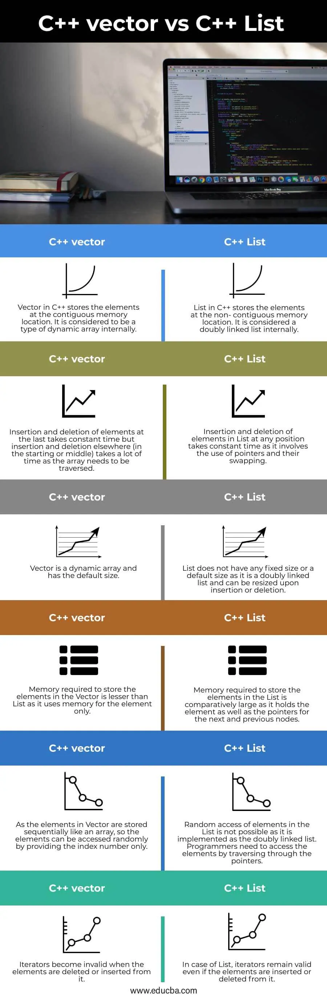 C++ vector vs C++ List
MacBook Pro
C++ vector
C++ List
Vector in C++ stores the elements
at the contiguous memory
location. It is considered to be a
type of dynamic array internally.
List in C++ stores the elements
at the non- contiguous memory
location. It is considered a
doubly linked list internally.
C++ vector
C++ List
Insertion and deletion of elements at
the last takes constant time but
insertion and deletion elsewhere (in
the starting or middle) takes a lot of
time as the array needs to be
traversed.
Insertion and deletion of
elements in List at any position
takes constant time as it involves
the use of pointers and their
swapping.
C++ vector
C++ List
Vector is a dynamic array and
has the default size.
List does not have any fixed size or a
default size as it is a doubly linked
list and can be resized upon
insertion or deletion.
C++ vector
C++ List
Memory required to store the
elements in the Vector is lesser than
List as it uses memory for the element
only.
Memory required to store the
elements in the List is
comparatively large as it holds the
element as well as the pointers for
the next and previous nodes.
C++ vector
C++ List
As the elements in Vector are stored
sequentially like an array, so the
elements can be accessed randomly
by providing the index number only.
Random access of elements in the
List is not possible as it is
implemented as the doubly linked list.
Programmers need to access the
elements by traversing through the
pointers.
C++ vector
C++ List
Iterators become invalid when the
elements are deleted or inserted from
it.
In case of List, iterators remain valid
even if the elements are inserted or
deleted from it.
www.educba.com